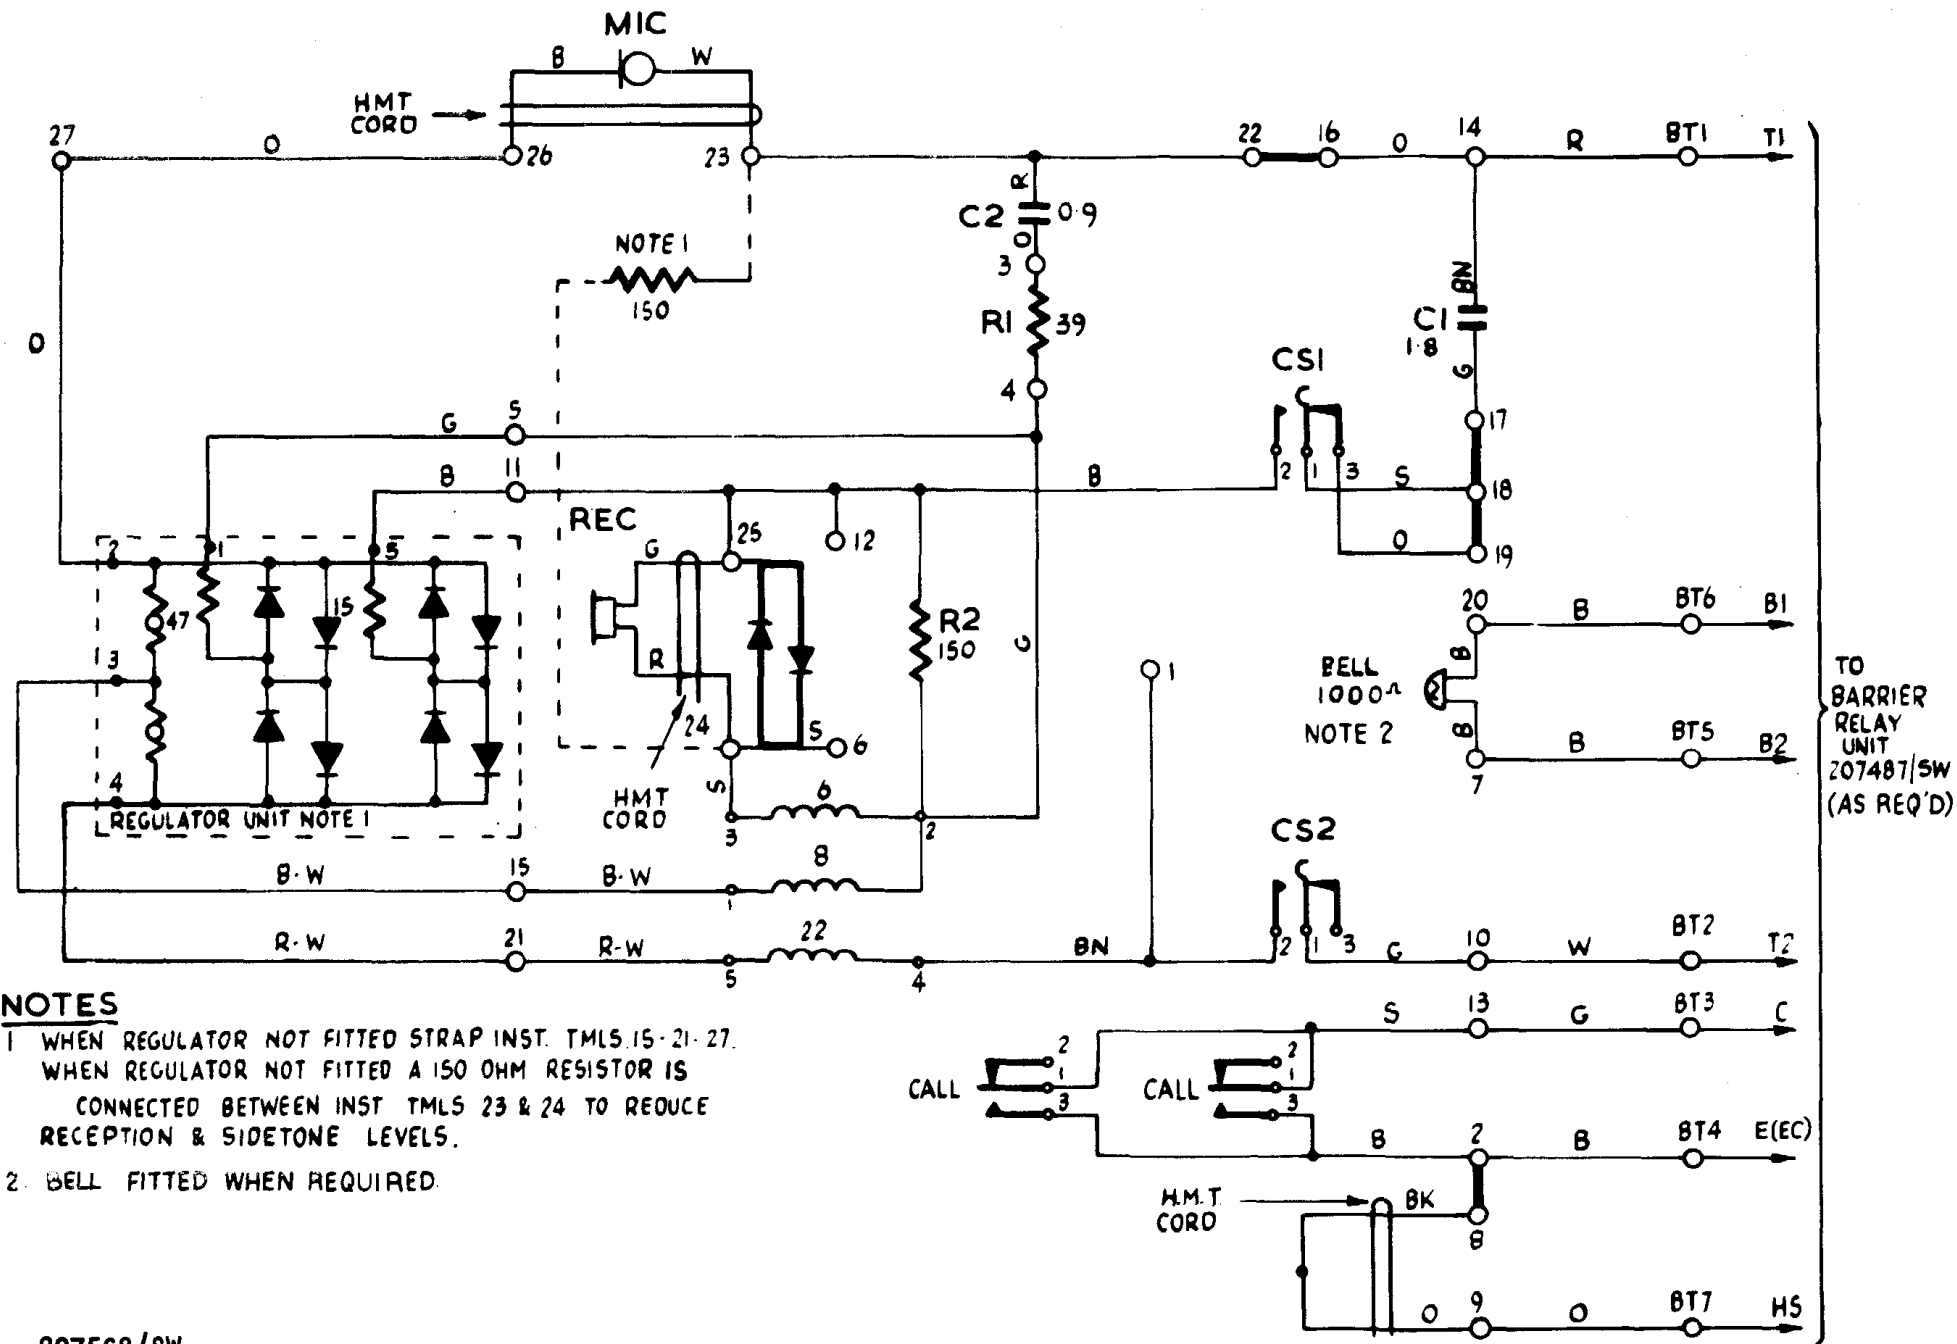 MIC
B W
HMT
CORD
27 O 26 23 22 16 O 14 R BT1 T1
R
C2 0·9
O
3
NOTE 1
150
R1 39
4
BN
C1
1·8
G
O
CS1
G 5
17
B 11 B 2 1 3 S 18
REC
25
12
O 19
2 1 5
G
47
15
R2
150
G
3
R
24
S 6
1
20 B BT6 B1
B
BELL
1000Ω
NOTE 2
B
7 B BT5 B2
TO
BARRIER
RELAY
UNIT
207487/SW
(AS REQ'D)
4
REGULATOR UNIT NOTE 1
HMT
CORD
S
3 6 2
CS2
B·W 15 B·W 1 8
R·W 21 R·W 5 22 4 BN 2 1 3 G 10 W BT2 T2
S 13 G BT3 C
CALL 2 1 3
CALL 2 1 3
B 2 B BT4 E(EC)
H.M.T.
CORD
BK
8
O 9 O BT7 HS
NOTES
1 WHEN REGULATOR NOT FITTED STRAP INST. TMLS.15·21·27.
WHEN REGULATOR NOT FITTED A 150 OHM RESISTOR IS
CONNECTED BETWEEN INST TMLS 23 & 24 TO REDUCE
RECEPTION & SIDETONE LEVELS.
2. BELL FITTED WHEN REQUIRED.